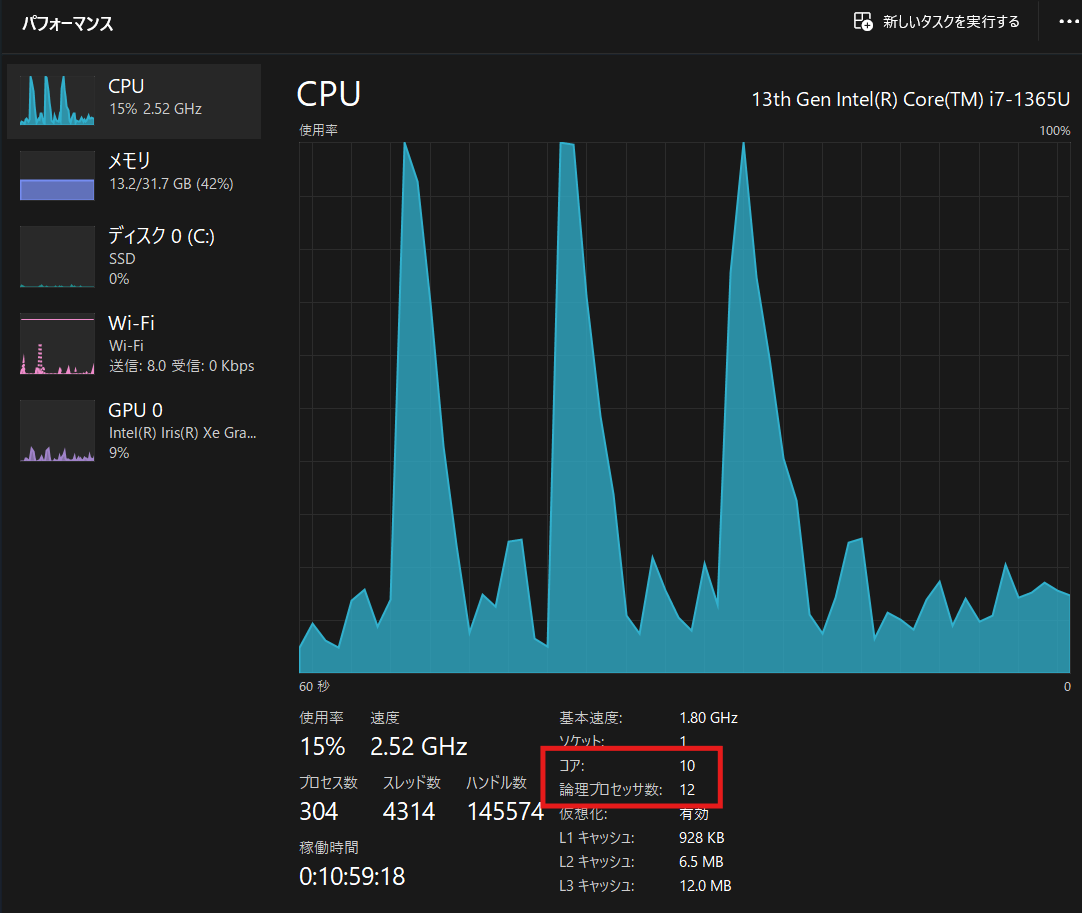 パフォーマンス
新しいタスクを実行する
CPU
15% 2.52 GHz
メモリ
13.2/31.7 GB (42%)
ディスク 0 (C:)
SSD
0%
Wi-Fi
Wi-Fi
送信: 8.0 受信: 0 Kbps
GPU 0
Intel(R) Iris(R) Xe Gra...
9%
CPU
13th Gen Intel(R) Core(TM) i7-1365U
使用率
100%
60 秒
0
使用率 速度
15% 2.52 GHz
プロセス数 スレッド数 ハンドル数
304 4314 145574
稼働時間
0:10:59:18
基本速度: 1.80 GHz
ソケット: 1
コア: 10
論理プロセッサ数: 12
仮想化: 有効
L1 キャッシュ: 928 KB
L2 キャッシュ: 6.5 MB
L3 キャッシュ: 12.0 MB